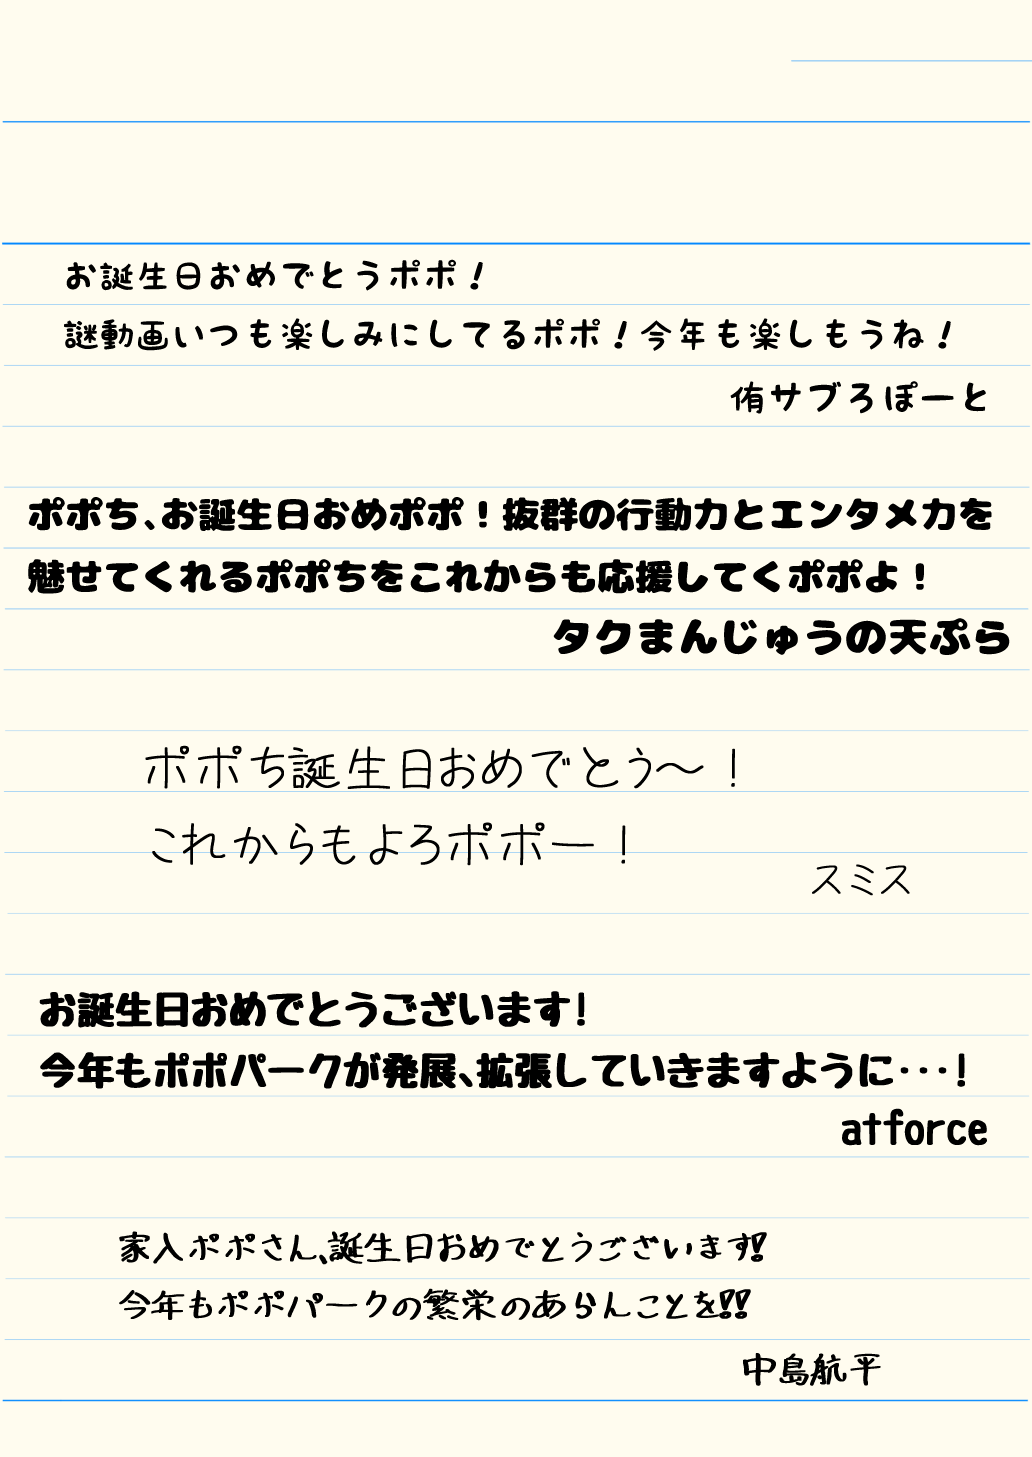 お誕生日おめでとうポポ！
謎動画いつも楽しみにしてるポポ！今年も楽しもうね！
侑サブろぽーと
ポポち、お誕生日おめポポ！抜群の行動力とエンタメ力を
魅せてくれるポポちをこれからも応援してくポポよ！
タクまんじゅうの天ぷら
ポポち誕生日おめでとう～！
これからもよろポポー！
スミス
お誕生日おめでとうございます！
今年もポポパークが発展、拡張していきますように…！
atforce
家入ポポさん、誕生日おめでとうございます！
今年もポポパークの繁栄のあらんことを！！
中島航平